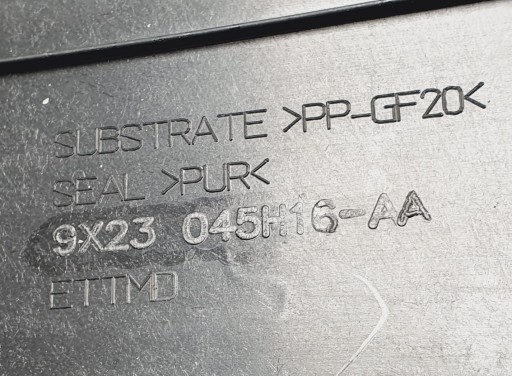 SUBSTRATE >PP-GF20<
SEAL >PUR<
9X23 045H16-AA
ETTMD